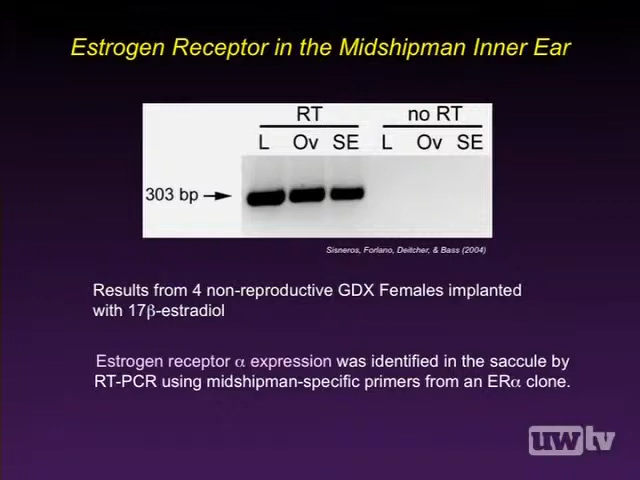 Estrogen Receptor in the Midshipman Inner Ear
RT no RT
L Ov SE L Ov SE
303 bp
Sisneros, Forlano, Deitcher, & Bass (2004)
Results from 4 non-reproductive GDX Females implanted
with 17β-estradiol
Estrogen receptor α expression was identified in the saccule by
RT-PCR using midshipman-specific primers from an ERα clone.
uwtv